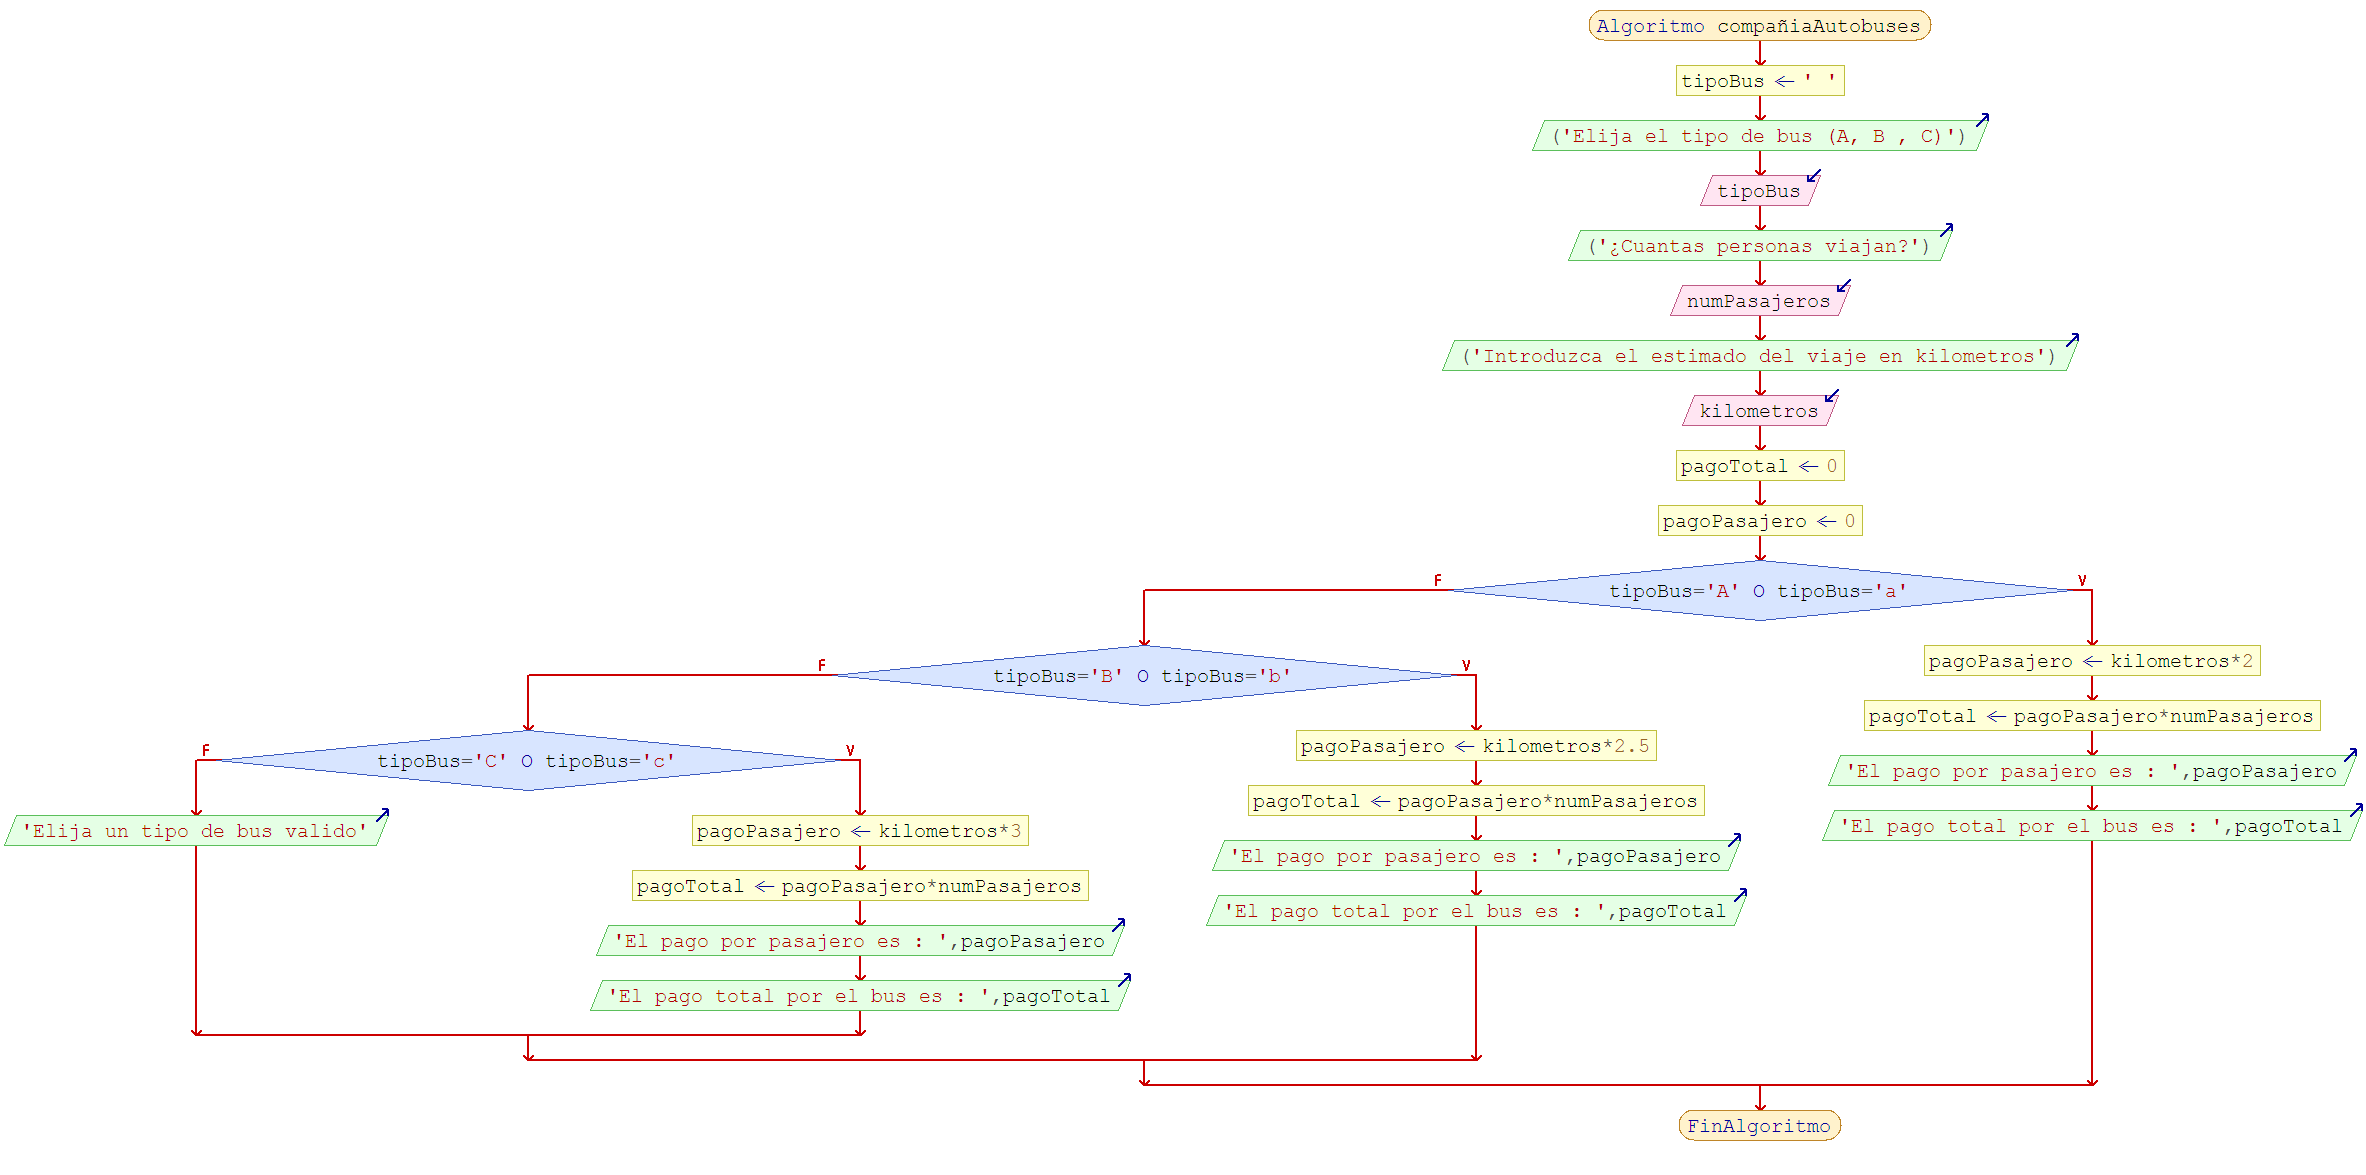 Algoritmo compañiaAutobuses
tipoBus ← ' '
('Elija el tipo de bus (A, B , C)')
tipoBus
('¿Cuantas personas viajan?')
numPasajeros
('Introduzca el estimado del viaje en kilometros')
kilometros
pagoTotal ← 0
pagoPasajero ← 0
tipoBus='A' O tipoBus='a'
F
V
tipoBus='B' O tipoBus='b'
F
V
tipoBus='C' O tipoBus='c'
F
V
'Elija un tipo de bus valido'
pagoPasajero ← kilometros*3
pagoTotal ← pagoPasajero*numPasajeros
'El pago por pasajero es : ',pagoPasajero
'El pago total por el bus es : ',pagoTotal
pagoPasajero ← kilometros*2.5
pagoTotal ← pagoPasajero*numPasajeros
'El pago por pasajero es : ',pagoPasajero
'El pago total por el bus es : ',pagoTotal
pagoPasajero ← kilometros*2
pagoTotal ← pagoPasajero*numPasajeros
'El pago por pasajero es : ',pagoPasajero
'El pago total por el bus es : ',pagoTotal
FinAlgoritmo